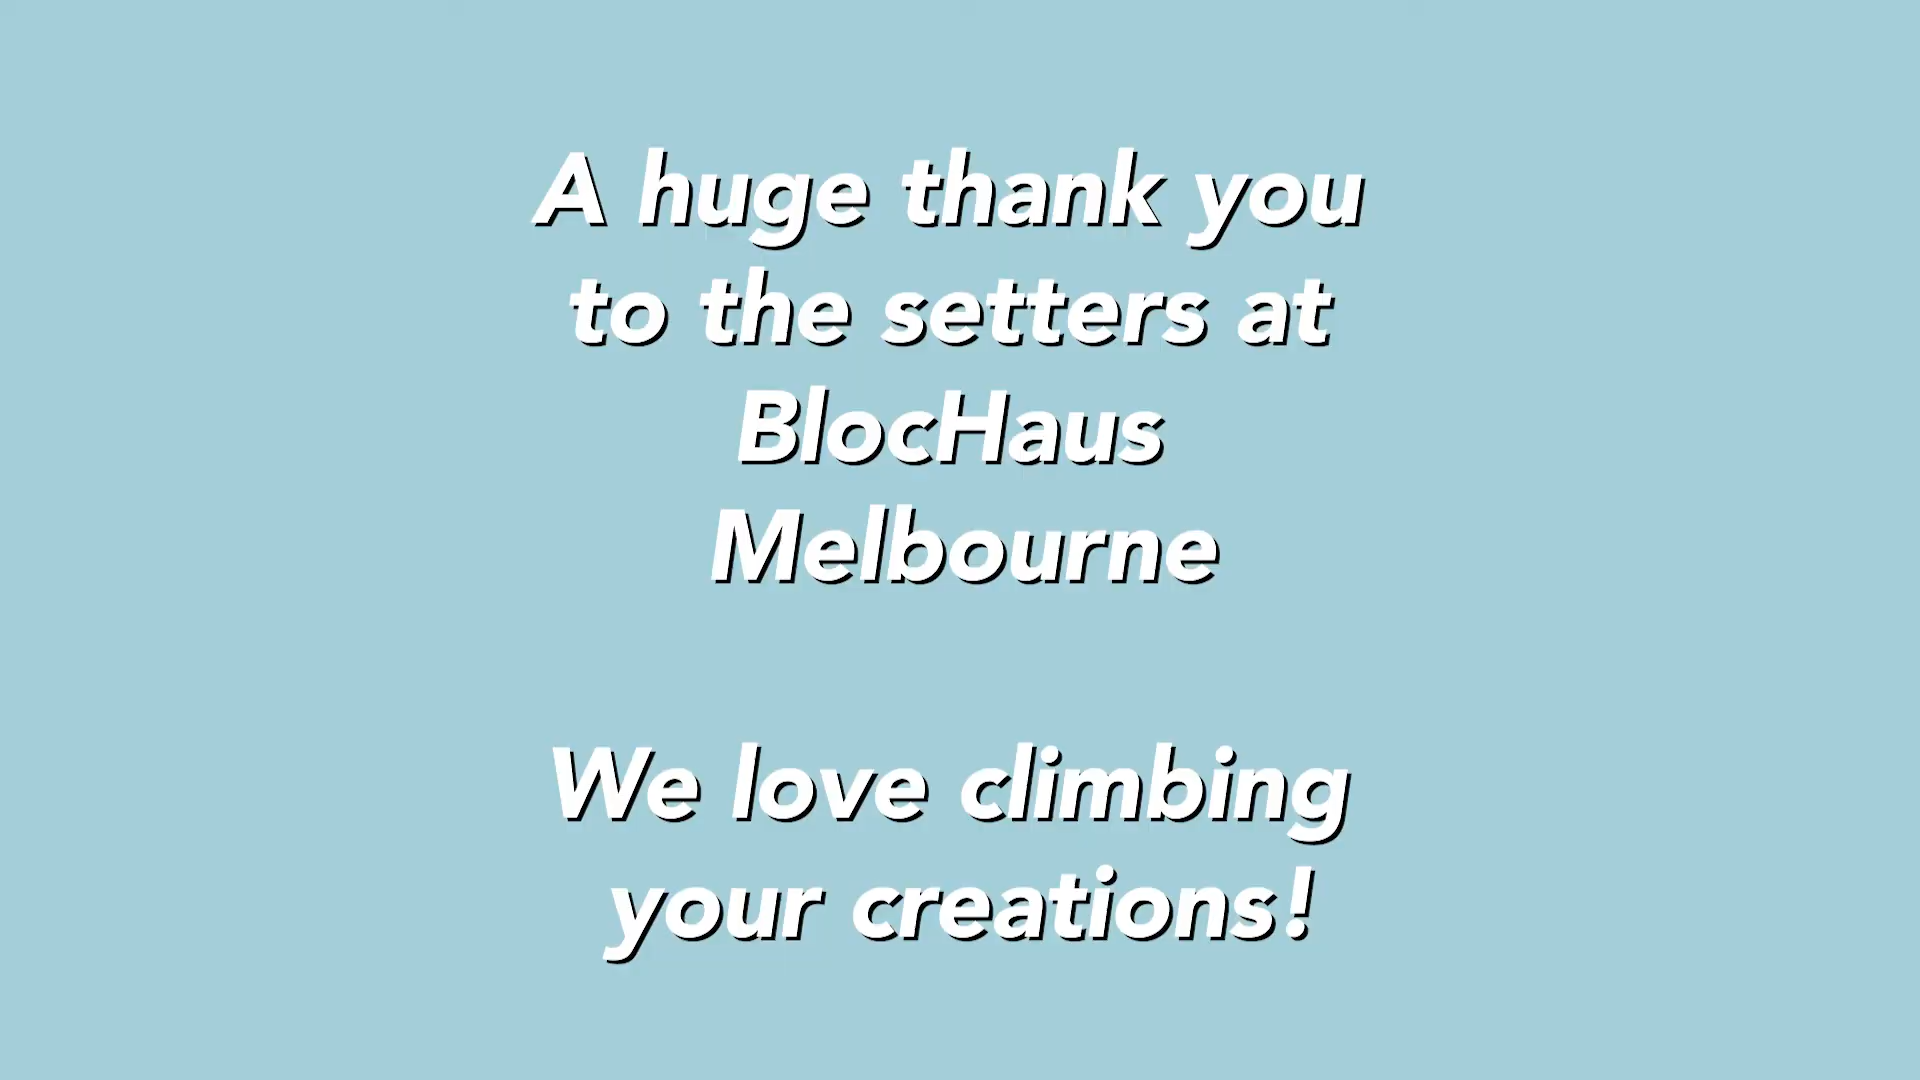 A huge thank you
to the setters at
BlocHaus
Melbourne
We love climbing
your creations!